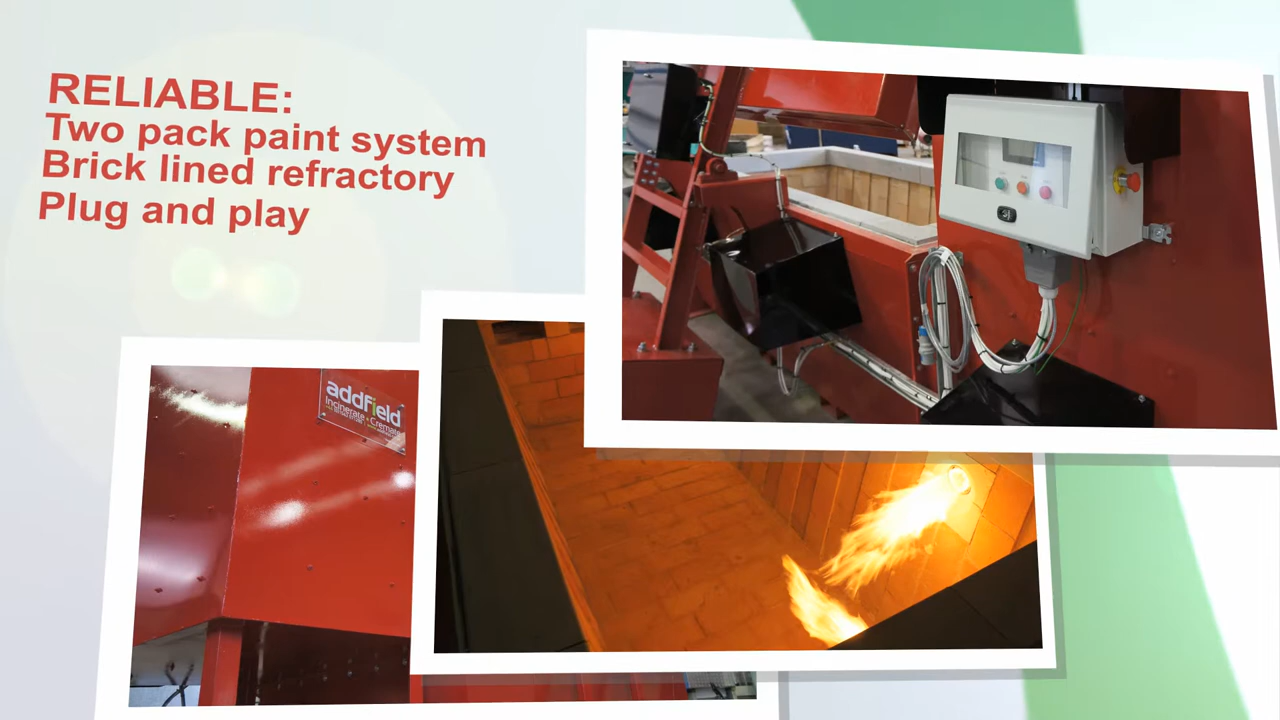 RELIABLE:
Two pack paint system
Brick lined refractory
Plug and play
addfield
Incinerate + Cremate